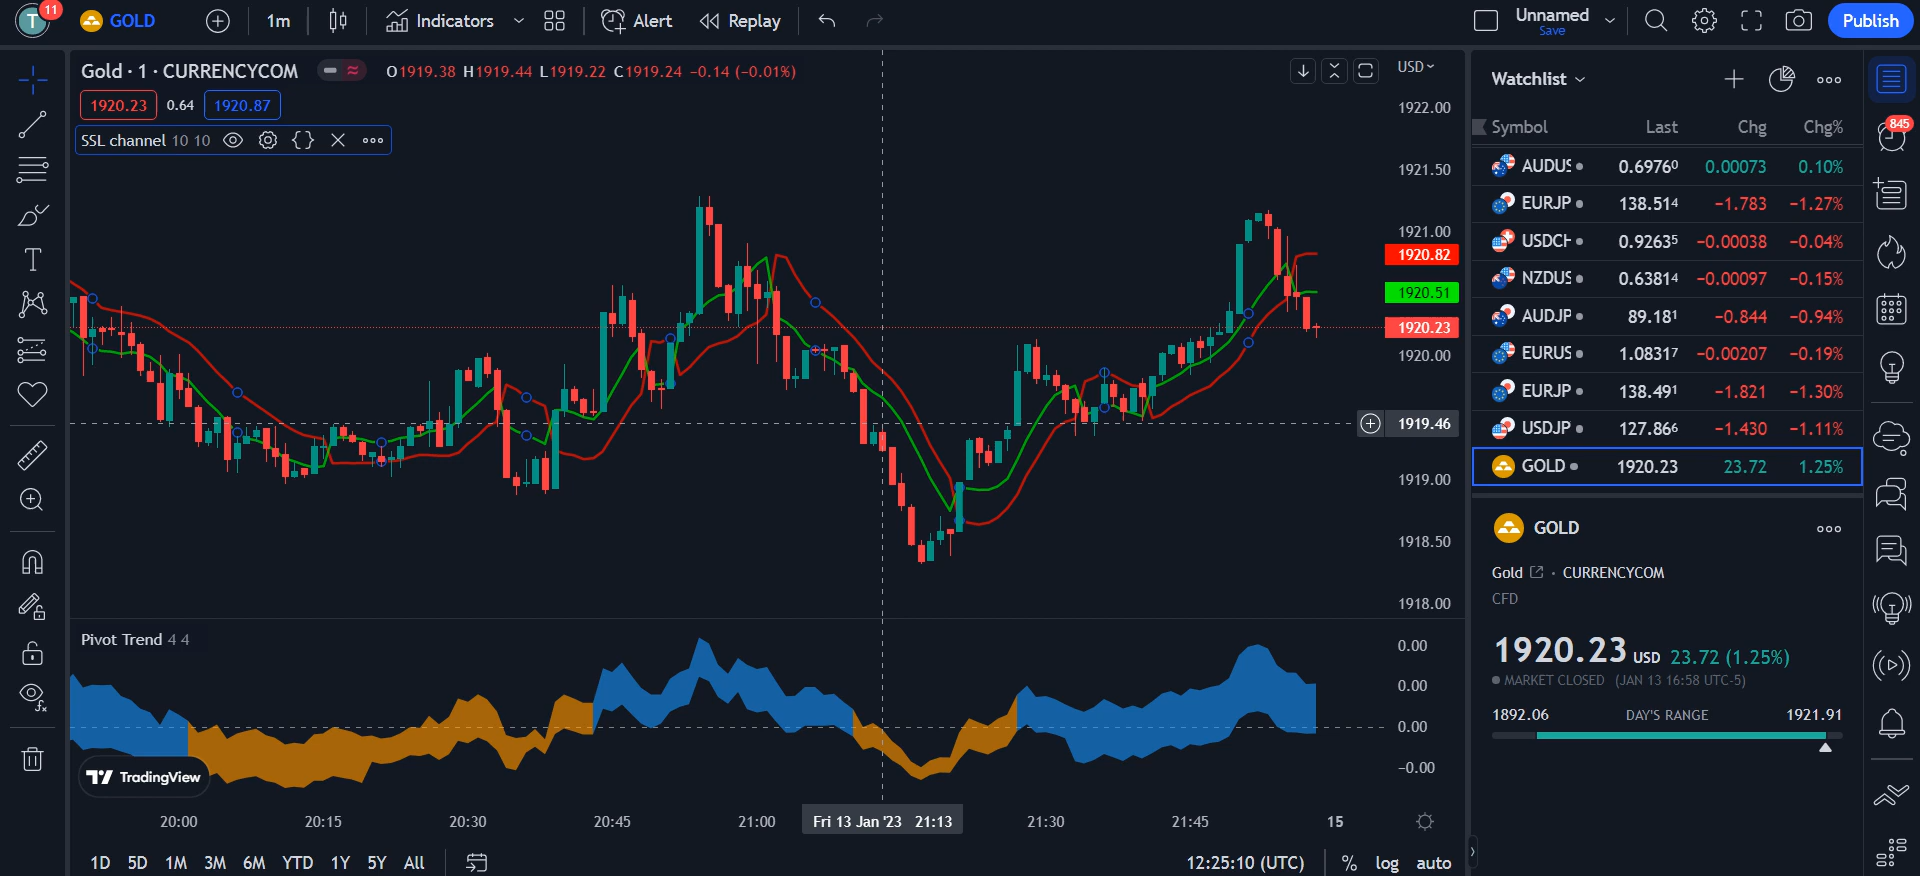 T 11 GOLD 1m Indicators Alert Replay Unnamed Save Publish
Gold · 1 · CURRENCYCOM O1919.38 H1919.44 L1919.22 C1919.24 −0.14 (−0.01%)
1920.23 0.64 1920.87
SSL channel 10 10
USD
1922.00
1921.50
1921.00
1920.82
1920.51
1920.23
1920.00
1919.46
1919.00
1918.50
1918.00
Pivot Trend 4 4
0.00
0.00
0.00
−0.00
TradingView
20:00 20:15 20:30 20:45 21:00 Fri 13 Jan '23 21:13 21:30 21:45 15
1D 5D 1M 3M 6M YTD 1Y 5Y All 12:25:10 (UTC) % log auto
Watchlist
Symbol Last Chg Chg%
AUDUS 0.69760 0.00073 0.10%
EURJP 138.514 −1.783 −1.27%
USDCH 0.92635 −0.00038 −0.04%
NZDUS 0.63814 −0.00097 −0.15%
AUDJP 89.181 −0.844 −0.94%
EURUS 1.08317 −0.00207 −0.19%
EURJP 138.491 −1.821 −1.30%
USDJP 127.866 −1.430 −1.11%
GOLD 1920.23 23.72 1.25%
GOLD
Gold · CURRENCYCOM
CFD
1920.23 USD 23.72 (1.25%)
MARKET CLOSED (JAN 13 16:58 UTC-5)
1892.06 DAY'S RANGE 1921.91
845